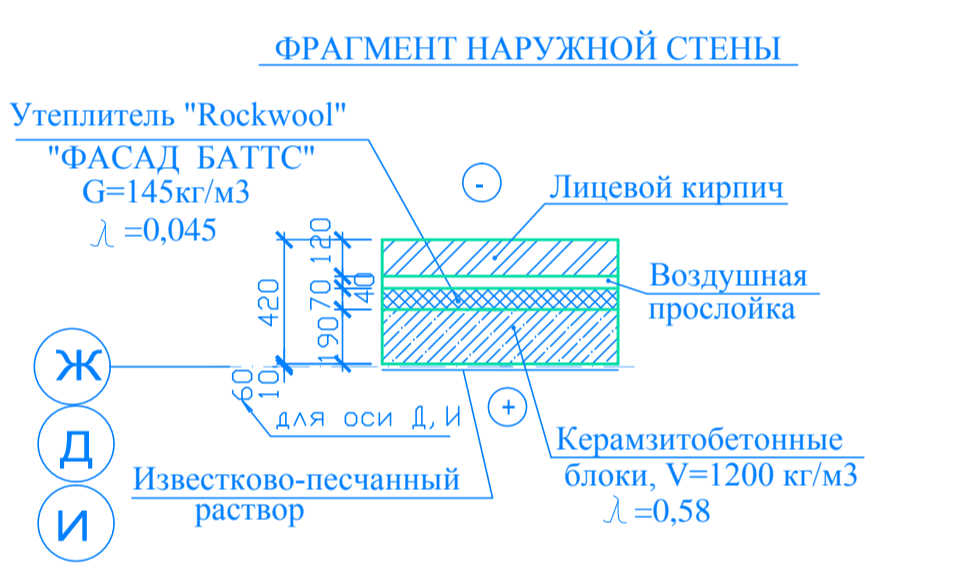 ФРАГМЕНТ НАРУЖНОЙ СТЕНЫ
Утеплитель "Rockwool"
"ФАСАД БАТТС"
G=145кг/м3
λ =0,045
-
Лицевой кирпич
Воздушная
прослойка
120
40
70
190
420
10
60
для оси Д, И
+
Ж
Д
И
Известково-песчанный
раствор
Керамзитобетонные
блоки, V=1200 кг/м3
λ =0,58